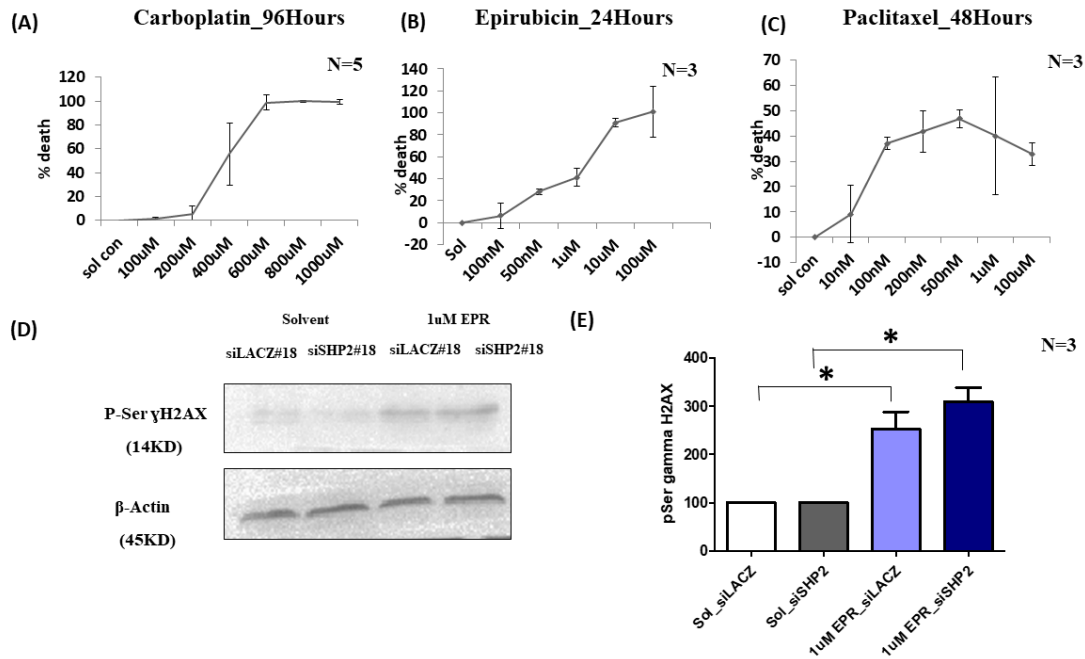 (A) Carboplatin_96Hours
N=5
% death
120
100
80
60
40
20
0
sol con
100uM
200uM
400uM
600uM
800uM
1000uM
(B) Epirubicin_24Hours
N=3
% death
140
120
100
80
60
40
20
0
-20
Sol
100nM
500nM
1uM
10uM
100uM
(C) Paclitaxel_48Hours
N=3
% death
70
60
50
40
30
20
10
0
-10
sol con
10nM
100nM
200nM
500nM
1uM
100uM
(D)
Solvent 1uM EPR
siLACZ#18 siSHP2#18 siLACZ#18 siSHP2#18
P-Ser ɣH2AX
(14KD)
β-Actin
(45KD)
(E)
N=3
pSer gamma H2AX
400
300
200
100
0
*
*
Sol_siLACZ
Sol_siSHP2
1uM EPR_siLACZ
1uM EPR_siSHP2